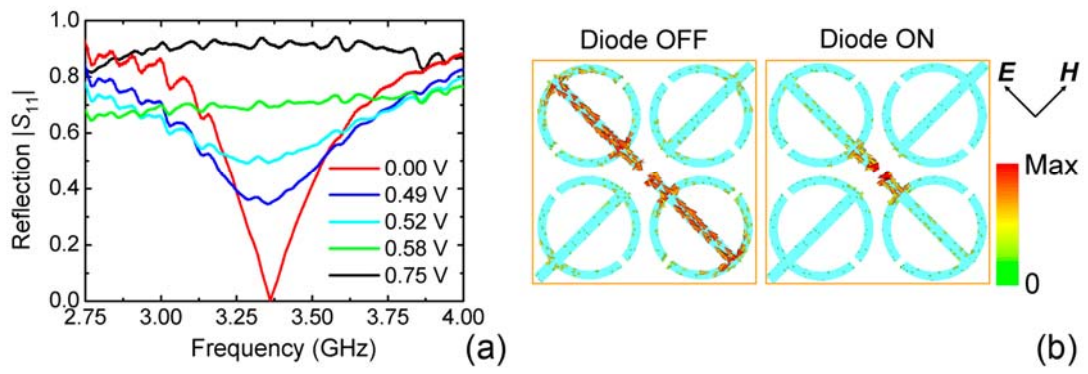 Reflection |S11|
1.0
0.8
0.6
0.4
0.2
0.0
0.00 V
0.49 V
0.52 V
0.58 V
0.75 V
2.75 3.00 3.25 3.50 3.75 4.00
Frequency (GHz)
(a)
Diode OFF Diode ON
E H
Max
0
(b)